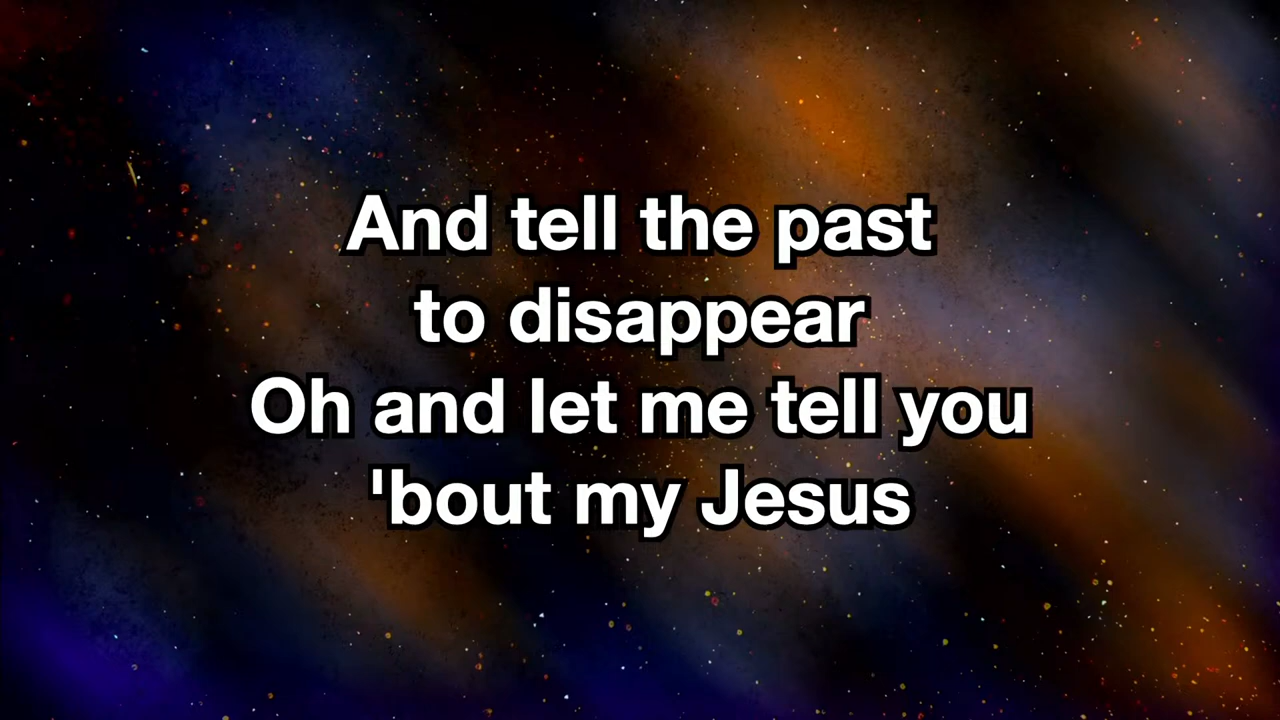 And tell the past
to disappear
Oh and let me tell you
'bout my Jesus